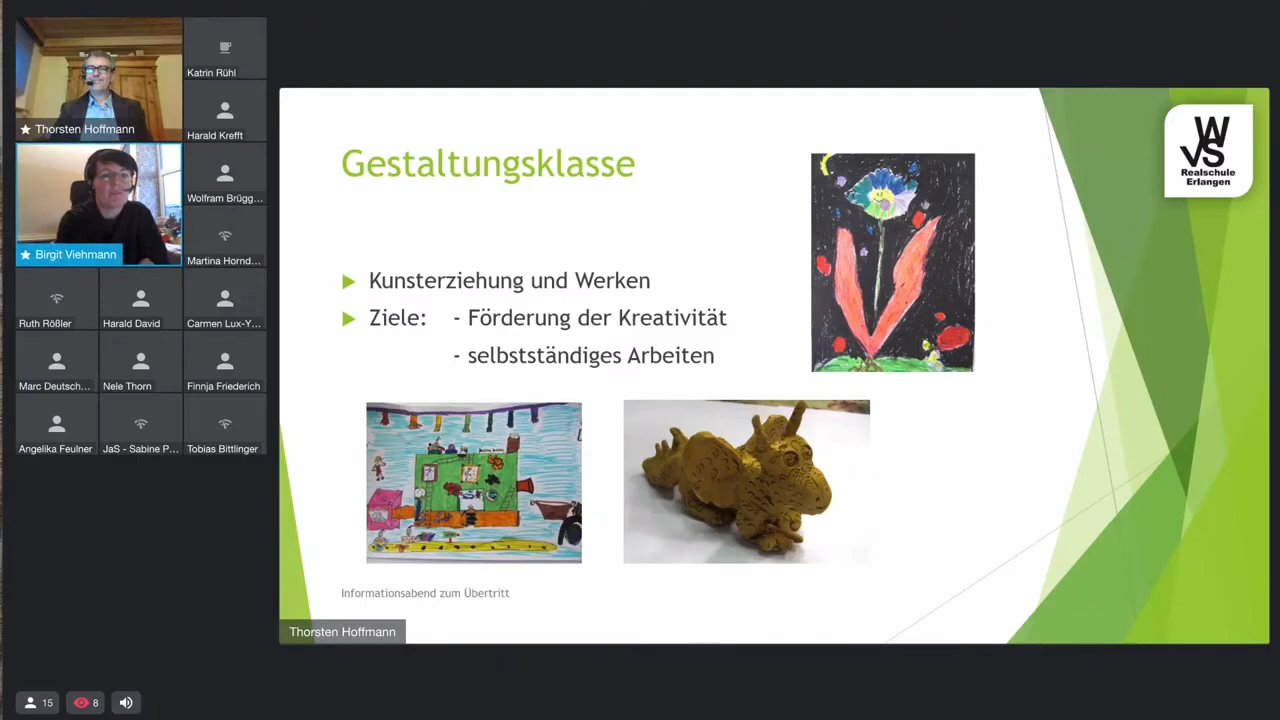 Thorsten Hoffmann
Katrin Rühl
Harald Krefft
Birgit Viehmann
Wolfram Brügg...
Martina Hornd...
Ruth Rößler
Harald David
Carmen Lux-Y...
Marc Deutsch...
Nele Thorn
Finnja Friederich
Angelika Feulner
JaS - Sabine P...
Tobias Bittlinger
Gestaltungsklasse
Kunsterziehung und Werken
Ziele: - Förderung der Kreativität
- selbstständiges Arbeiten
Informationsabend zum Übertritt
Thorsten Hoffmann
WVS
Realschule
Erlangen
15
8